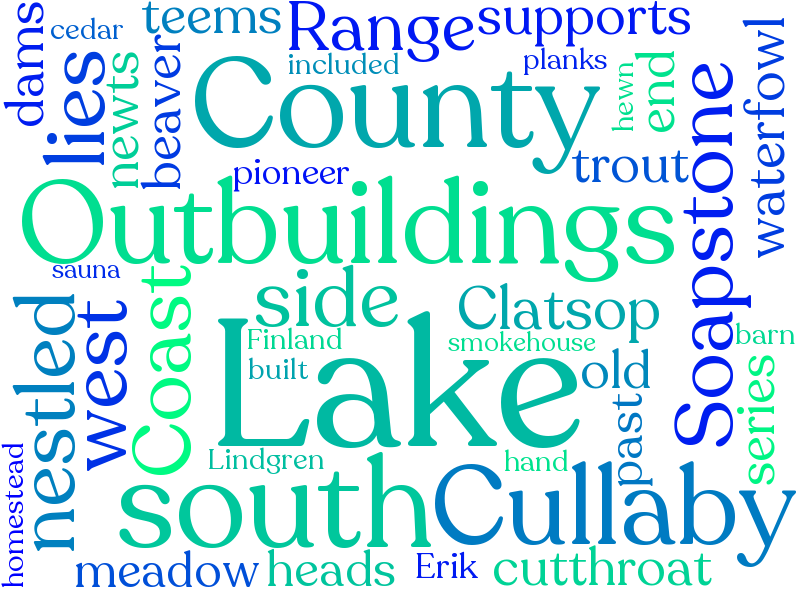 dams
cedar
teems
Range
supports
lies
newts
beaver
County
included
planks
hewn
end
waterfowl
pioneer
trout
Soapstone
Outbuildings
sauna
Coast
side
Clatsop
nestled
west
Lake
Finland
built
smokehouse
old
barn
past
series
Lindgren
hand
homestead
south
Cullaby
meadow
heads
Erik
cutthroat